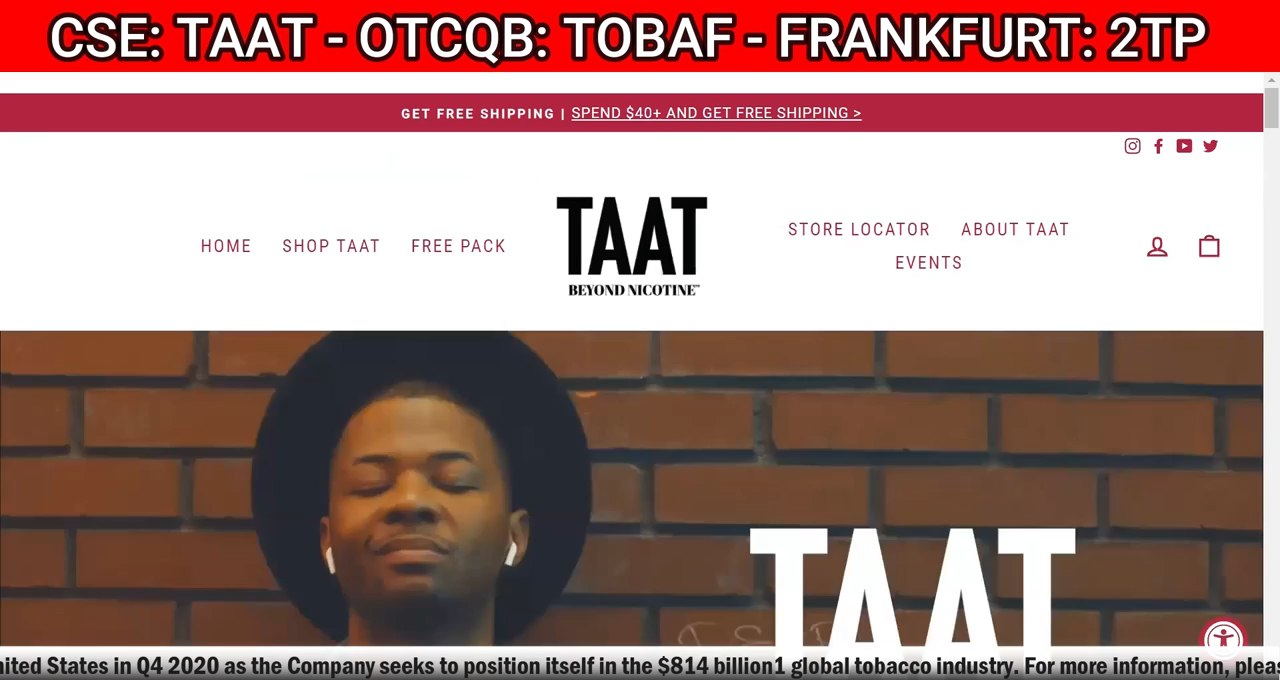 CSE: TAAT - OTCQB: TOBAF - FRANKFURT: 2TP
GET FREE SHIPPING | SPEND $40+ AND GET FREE SHIPPING >
HOME SHOP TAAT FREE PACK
TAAT
BEYOND NICOTINE™
STORE LOCATOR ABOUT TAAT
EVENTS
TAAT
nited States in Q4 2020 as the Company seeks to position itself in the $814 billion1 global tobacco industry. For more information, pleas